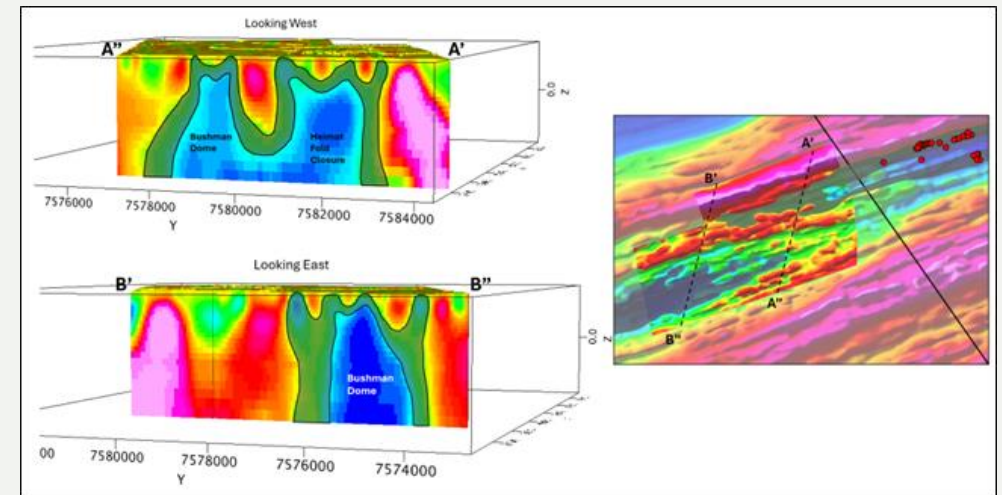 Looking West
A”
A’
Bushman
Dome
Helmat
Fold
Closure
0.0
Z
7576000
7578000
7580000
7582000
7584000
Y
Looking East
B’
B”
Bushman
Dome
0.0
Z
00
7580000
7578000
7576000
7574000
Y
A’
B’
A”
B”